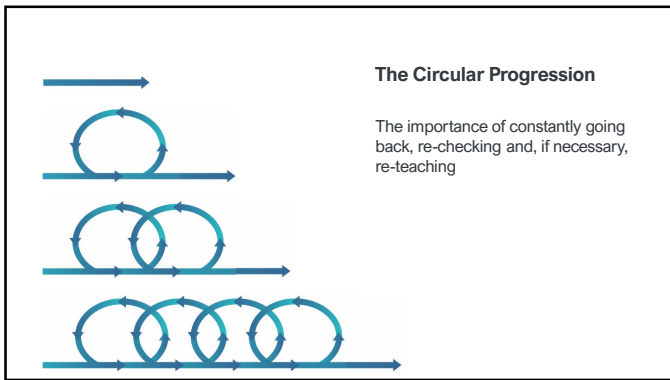 The Circular Progression
The importance of constantly going
back, re-checking and, if necessary,
re-teaching